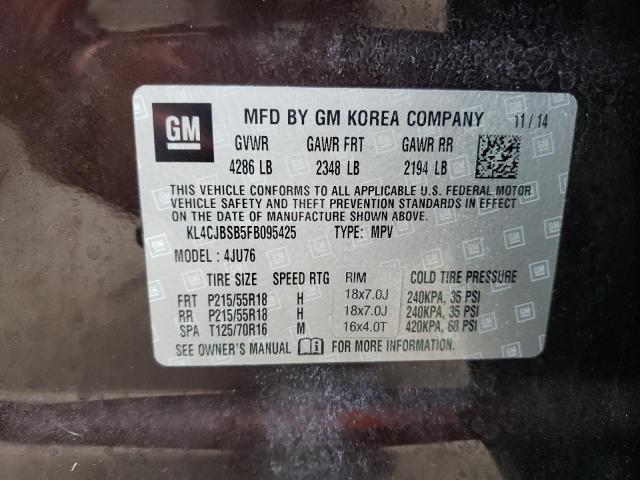 GM MFD BY GM KOREA COMPANY 11/14
GVWR GAWR FRT GAWR RR
4286 LB 2348 LB 2194 LB
THIS VEHICLE CONFORMS TO ALL APPLICABLE U.S. FEDERAL MOTOR
VEHICLE SAFETY AND THEFT PREVENTION STANDARDS IN EFFECT
ON THE DATE OF MANUFACTURE SHOWN ABOVE.
KL4CJBSB5FB095425 TYPE: MPV
MODEL : 4JU76
TIRE SIZE SPEED RTG RIM COLD TIRE PRESSURE
FRT P215/55R18 H 18x7.0J 240KPA, 35 PSI
RR P215/55R18 H 18x7.0J 240KPA, 35 PSI
SPA T125/70R16 M 16x4.0T 420KPA, 60 PSI
SEE OWNER'S MANUAL FOR MORE INFORMATION.